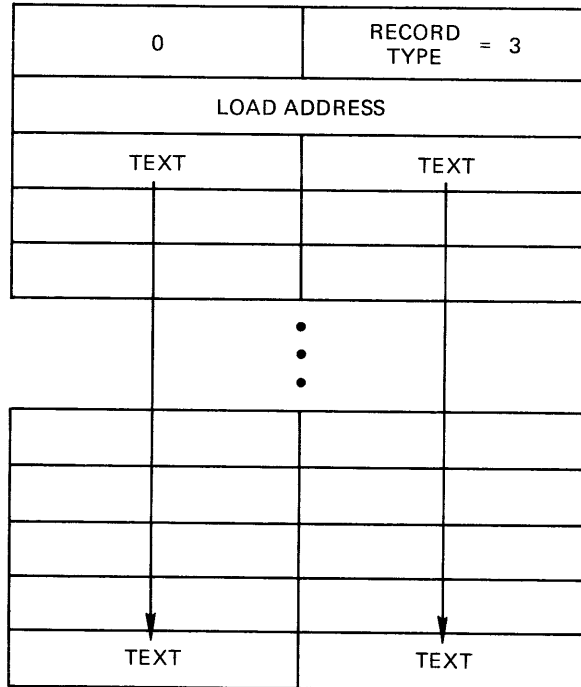 0
RECORD
TYPE = 3
LOAD ADDRESS
TEXT TEXT
TEXT TEXT